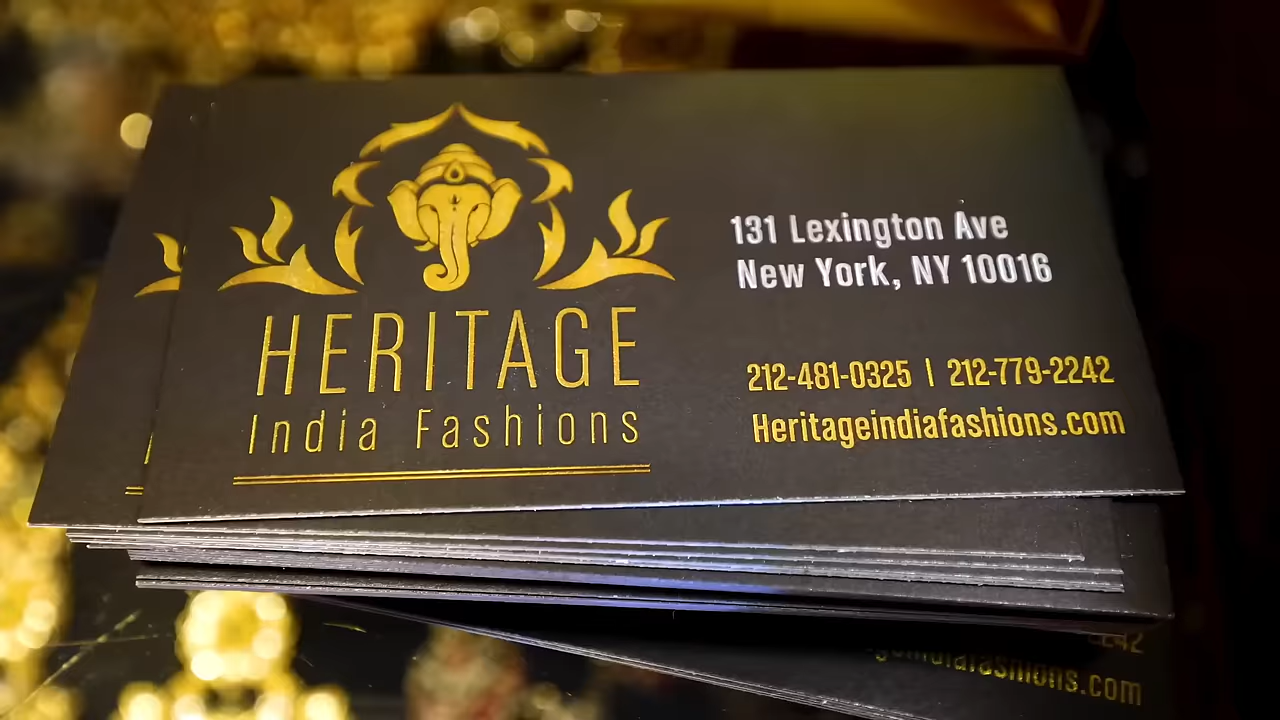 HERITAGE
India Fashions
131 Lexington Ave
New York, NY 10016
212-481-0325 | 212-779-2242
Heritageindiafashions.com